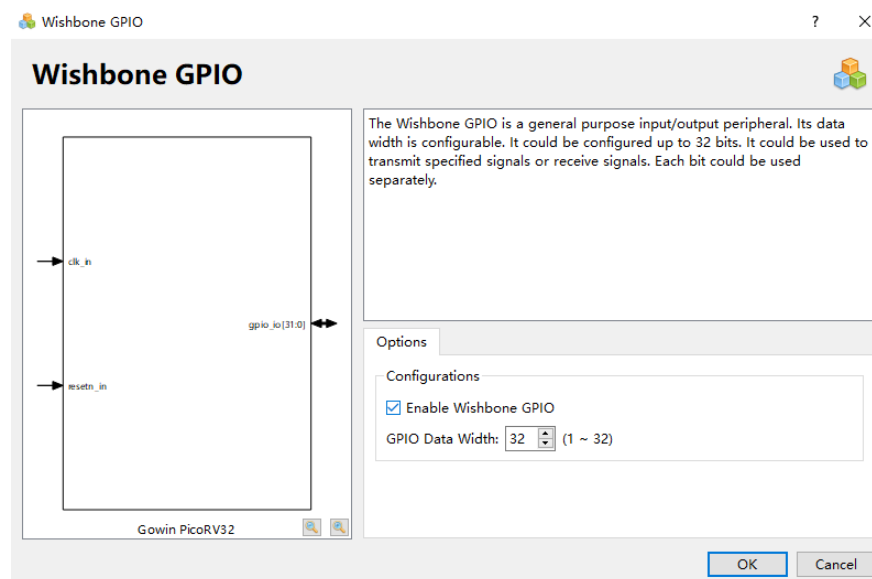 Wishbone GPIO
Wishbone GPIO
The Wishbone GPIO is a general purpose input/output peripheral. Its data
width is configurable. It could be configured up to 32 bits. It could be used to
transmit specified signals or receive signals. Each bit could be used
separately.
clk_in
gpio_io[31:0]
resetn_in
Gowin PicoRV32
Options
Configurations
Enable Wishbone GPIO
GPIO Data Width: 32 (1 ~ 32)
OK
Cancel